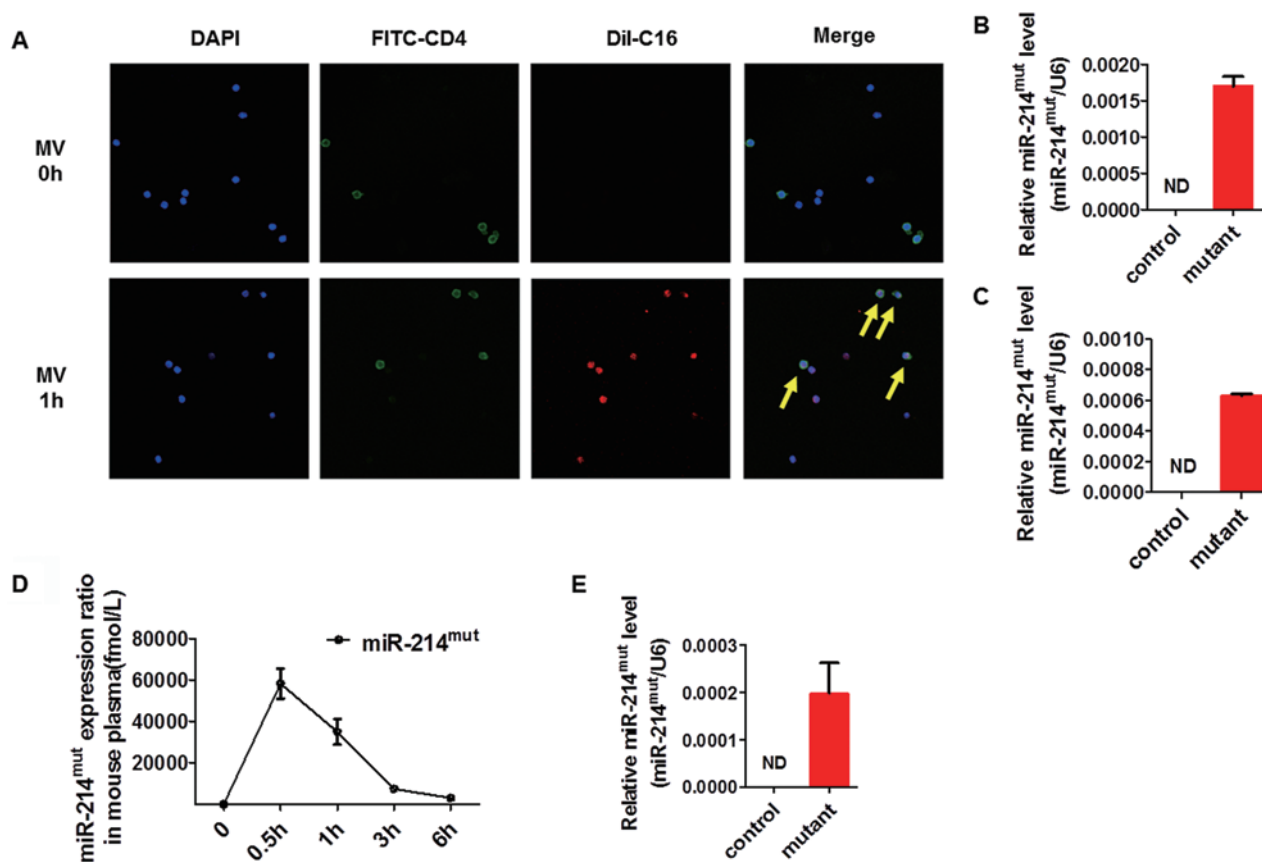 A
DAPI
FITC-CD4
DiI-C16
Merge
MV
0h
MV
1h
B
Relative miR-214mut level
(miR-214mut/U6)
0.0020
0.0015
0.0010
0.0005
0.0000
ND
control
mutant
C
Relative miR-214mut level
(miR-214mut/U6)
0.0010
0.0008
0.0006
0.0004
0.0002
0.0000
ND
control
mutant
D
miR-214mut expression ratio
in mouse plasma(fmol/L)
80000
60000
40000
20000
miR-214mut
0
0.5h
1h
3h
6h
E
Relative miR-214mut level
(miR-214mut/U6)
0.0003
0.0002
0.0001
0.0000
ND
control
mutant